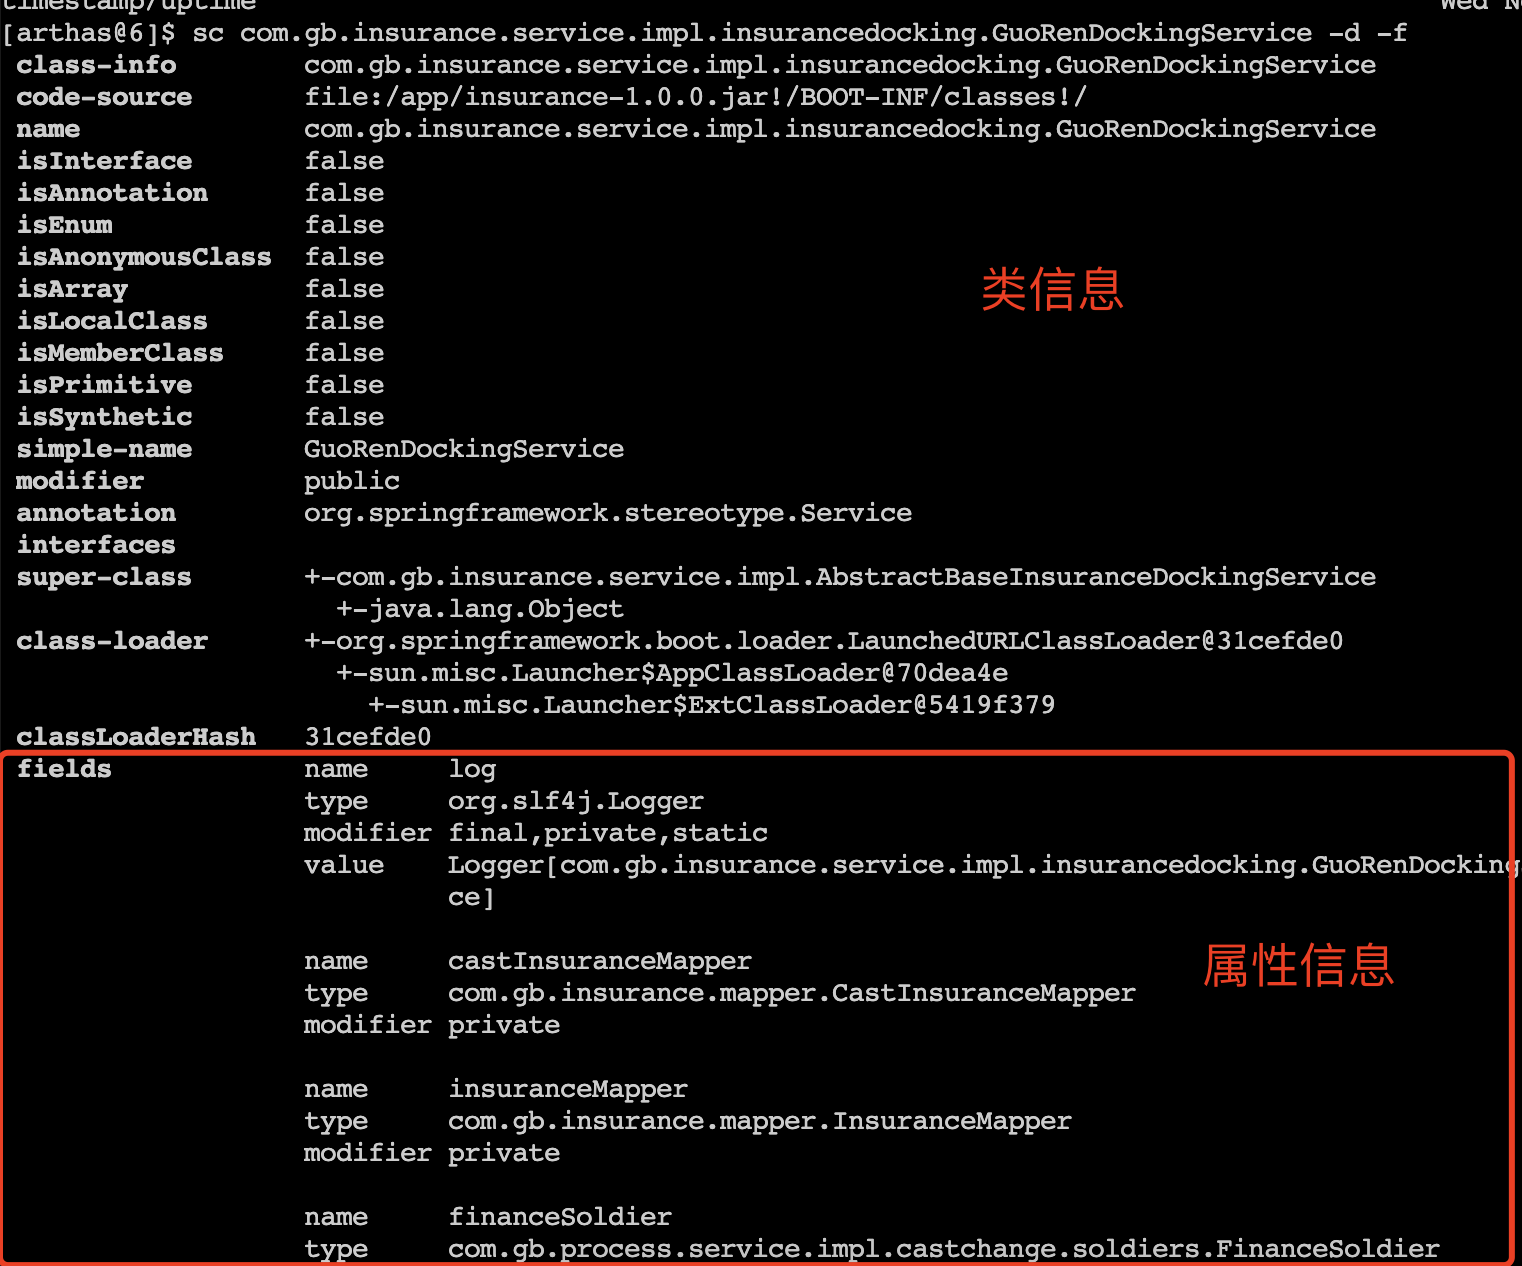 timestamp/uptime Wed N
[arthas@6]$ sc com.gb.insurance.service.impl.insurancedocking.GuoRenDockingService -d -f
class-info com.gb.insurance.service.impl.insurancedocking.GuoRenDockingService
code-source file:/app/insurance-1.0.0.jar!/BOOT-INF/classes!/
name com.gb.insurance.service.impl.insurancedocking.GuoRenDockingService
isInterface false
isAnnotation false
isEnum false
isAnonymousClass false
类信息
isArray false
isLocalClass false
isMemberClass false
isPrimitive false
isSynthetic false
simple-name GuoRenDockingService
modifier public
annotation org.springframework.stereotype.Service
interfaces
super-class +-com.gb.insurance.service.impl.AbstractBaseInsuranceDockingService
+-java.lang.Object
class-loader +-org.springframework.boot.loader.LaunchedURLClassLoader@31cefde0
+-sun.misc.Launcher$AppClassLoader@70dea4e
+-sun.misc.Launcher$ExtClassLoader@5419f379
classLoaderHash 31cefde0
fields name log
type org.slf4j.Logger
modifier final,private,static
value Logger[com.gb.insurance.service.impl.insurancedocking.GuoRenDocking
ce]
name castInsuranceMapper
属性信息
type com.gb.insurance.mapper.CastInsuranceMapper
modifier private
name insuranceMapper
type com.gb.insurance.mapper.InsuranceMapper
modifier private
name financeSoldier
type com.gb.process.service.impl.castchange.soldiers.FinanceSoldier